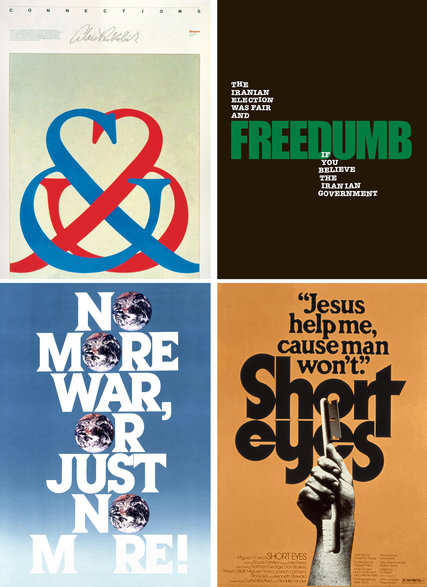 CONNECTIONS
&
&
THE
IRANIAN
ELECTION
WAS FAIR
AND
FREEDUMB
IF
YOU
BELIEVE
THE
IRANIAN
GOVERNMENT
NO
MORE
WAR,
OR
JUST
NO
M RE!
"Jesus
help me,
cause man
won't."
Short
eyes
SHORT EYES